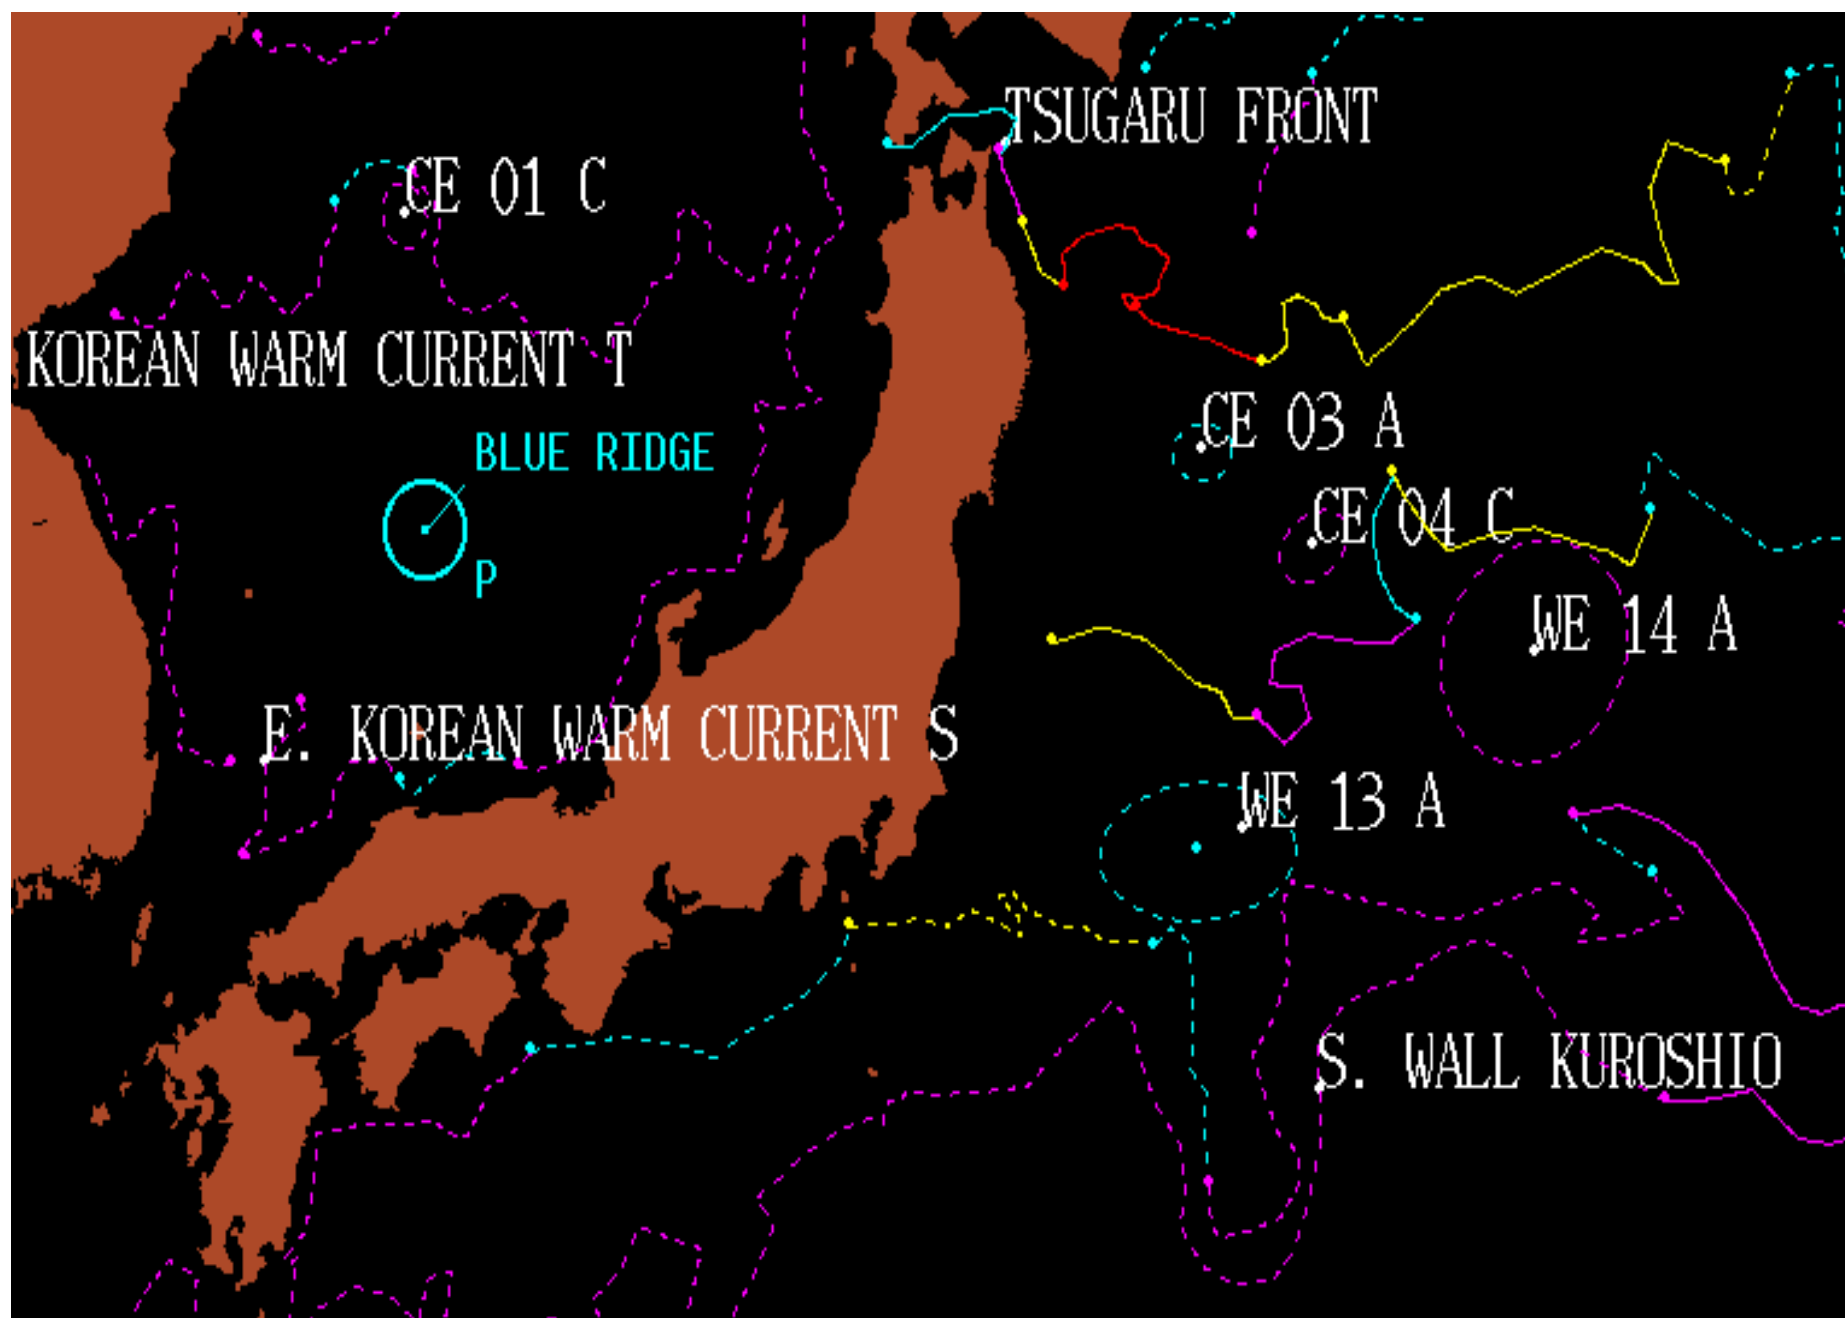 TSUGARU FRONT
CE 01 C
KOREAN WARM CURRENT T
CE 03 A
BLUE RIDGE
CE 04 C
P
WE 14 A
E. KOREAN WARM CURRENT S
WE 13 A
S. WALL KUROSHIO